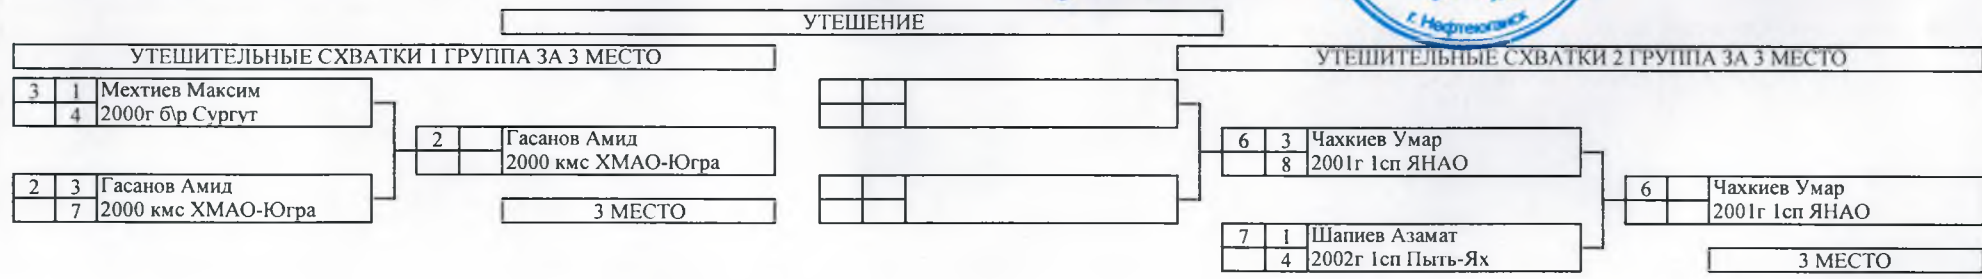 г. Нефтеюганск
УТЕШЕНИЕ
УТЕШИТЕЛЬНЫЕ СХВАТКИ 1 ГРУППА ЗА 3 МЕСТО
УТЕШИТЕЛЬНЫЕ СХВАТКИ 2 ГРУППА ЗА 3 МЕСТО
3 1 Мехтиев Максим
4 2000г б\р Сургут
2 Гасанов Амид
2000 кмс ХМАО-Югра
2 3 Гасанов Амид
7 2000 кмс ХМАО-Югра
3 МЕСТО
6 3 Чахкиев Умар
8 2001г 1сп ЯНАО
6 Чахкиев Умар
2001г 1сп ЯНАО
7 1 Шапиев Азамат
4 2002г 1сп Пыть-Ях
3 МЕСТО